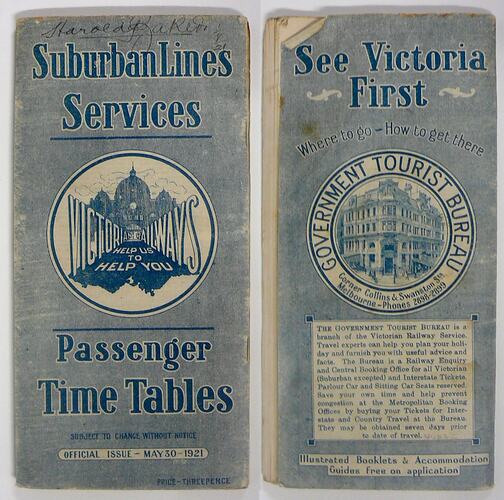 Harold
Suburban Lines
Services
VICTORIAN RAILWAYS
HELP US
TO
HELP YOU
Passenger
Time Tables
SUBJECT TO CHANGE WITHOUT NOTICE
OFFICIAL ISSUE - MAY 30 - 1921
PRICE - THREEPENCE
See Victoria
First
Where to go - How to get there
GOVERNMENT TOURIST BUREAU
Corner Collins & Swanston Sts
Melbourne - Phones 2898-2899
THE GOVERNMENT TOURIST BUREAU is a
branch of the Victorian Railway Service.
Travel experts can help you plan your holi-
day and furnish you with useful advice and
facts. The Bureau is a Railway Enquiry
and Central Booking Office for all Victorian
(Suburban excepted) and Interstate Tickets.
Parlour Car and Sitting Car Seats reserved.
Save your own time and help prevent
congestion at the Metropolitan Booking
Offices by buying your Tickets for Inter-
state and Country Travel at the Bureau.
They may be obtained seven days prior
to date of travel.
Illustrated Booklets & Accommodation
Guides free on application